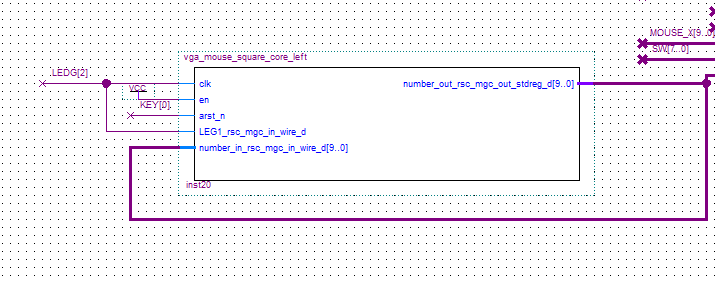 MOUSE_X[9..0]
SW[7..0]
vga_mouse_square_core_left
LEDG[2]
VCC
KEY[0]
clk
en
arst_n
LEG1_rsc_mgc_in_wire_d
number_in_rsc_mgc_in_wire_d[9..0]
number_out_rsc_mgc_out_stdreg_d[9..0]
inst20